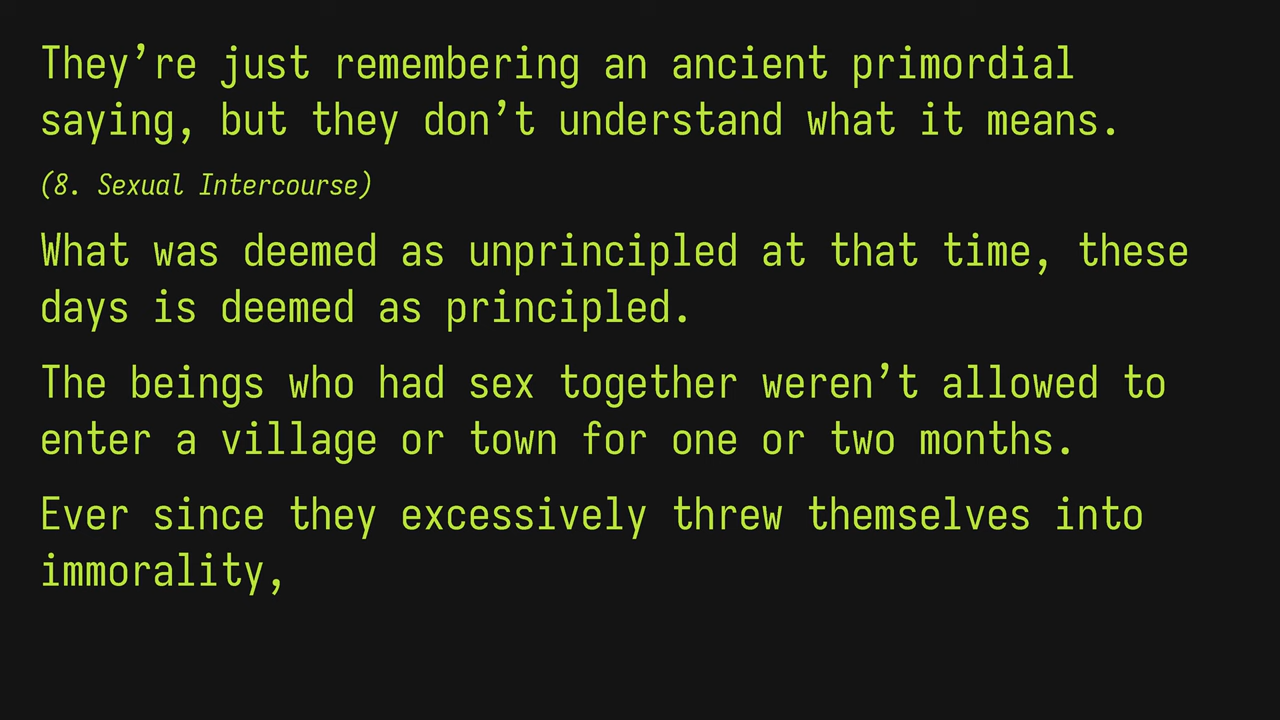 They’re just remembering an ancient primordial
saying, but they don’t understand what it means.
(8. Sexual Intercourse)
What was deemed as unprincipled at that time, these
days is deemed as principled.
The beings who had sex together weren’t allowed to
enter a village or town for one or two months.
Ever since they excessively threw themselves into
immorality,